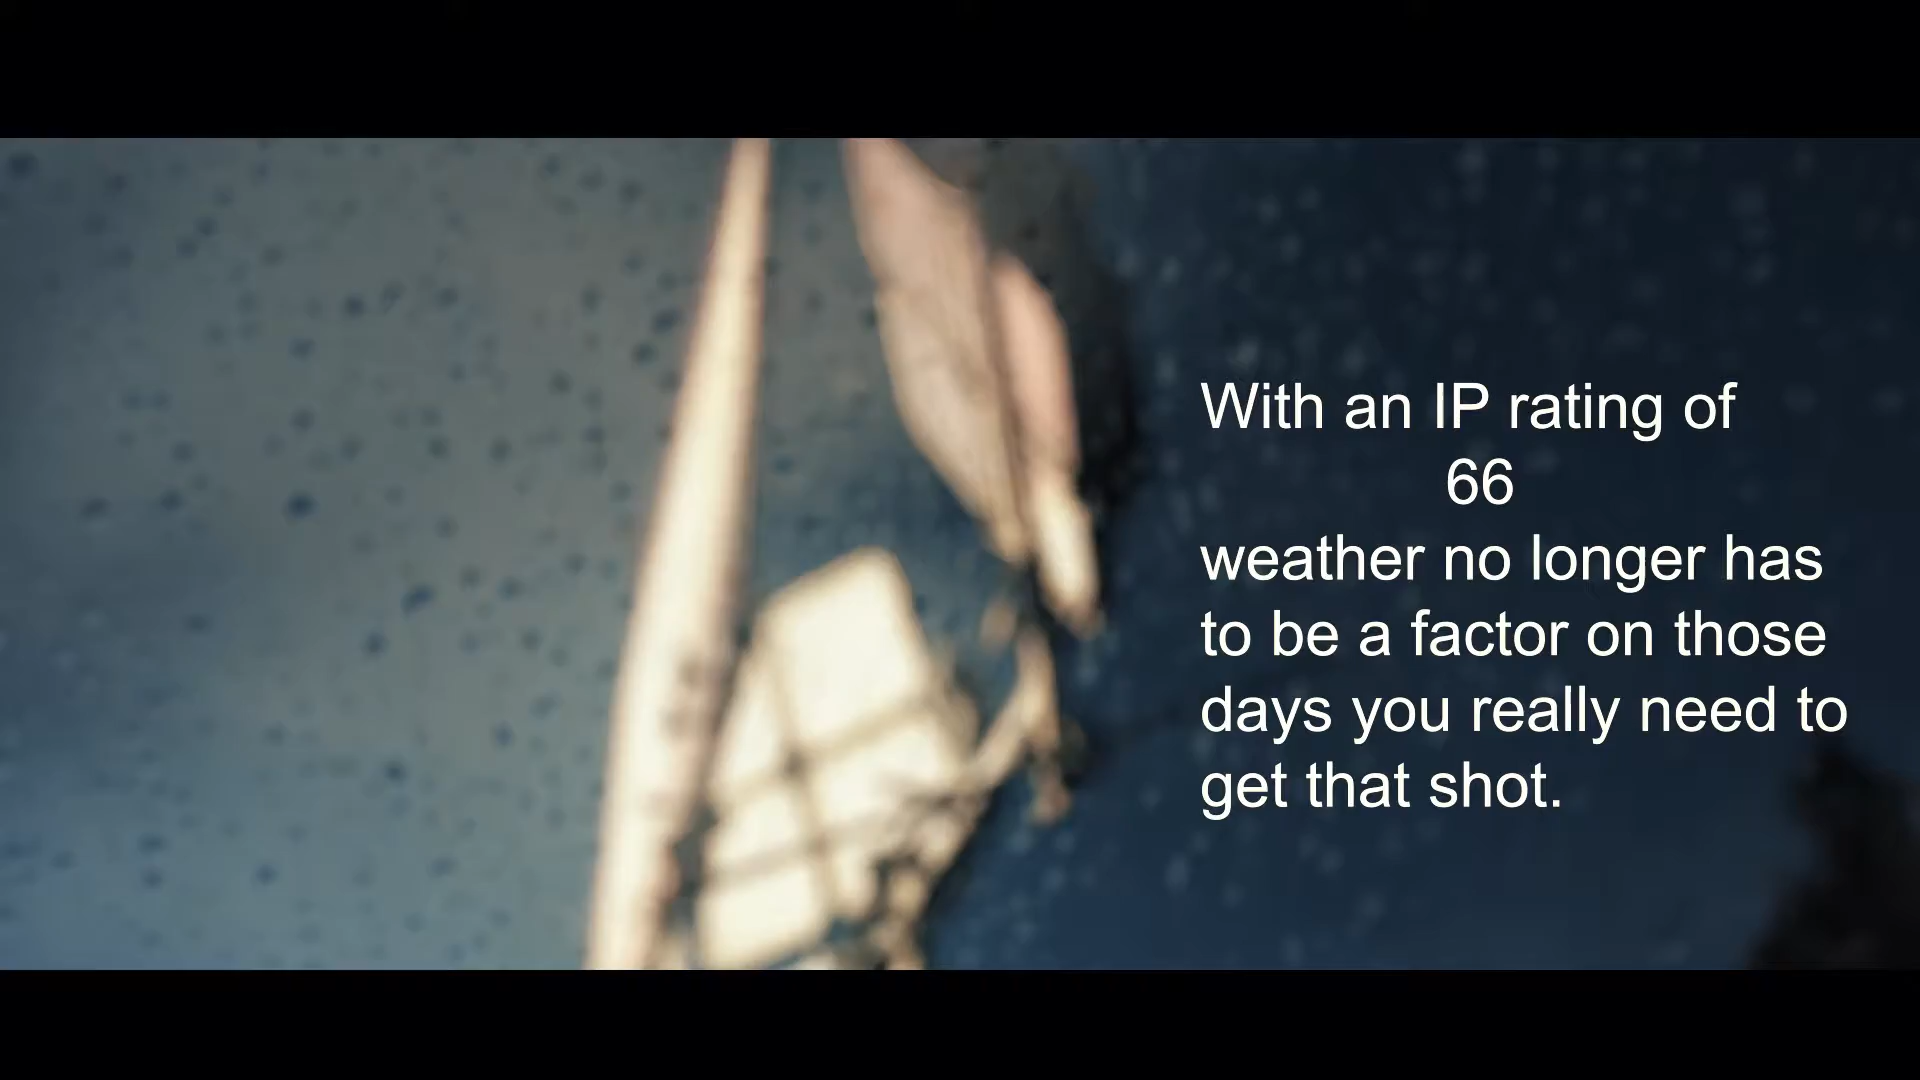 With an IP rating of
66
weather no longer has
to be a factor on those
days you really need to
get that shot.